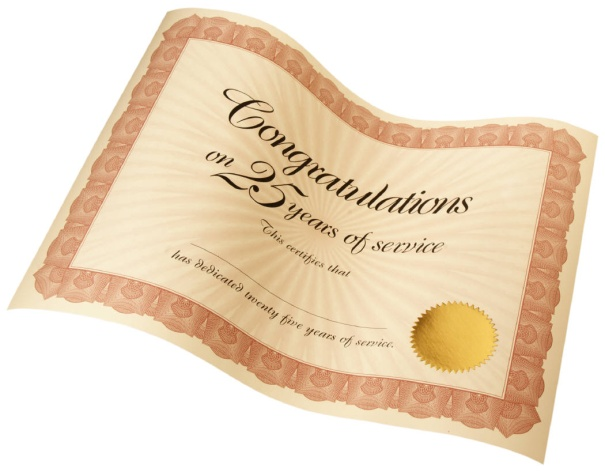 Congratulations
on 25 years of service
This certifies that
has dedicated twenty five years of service.